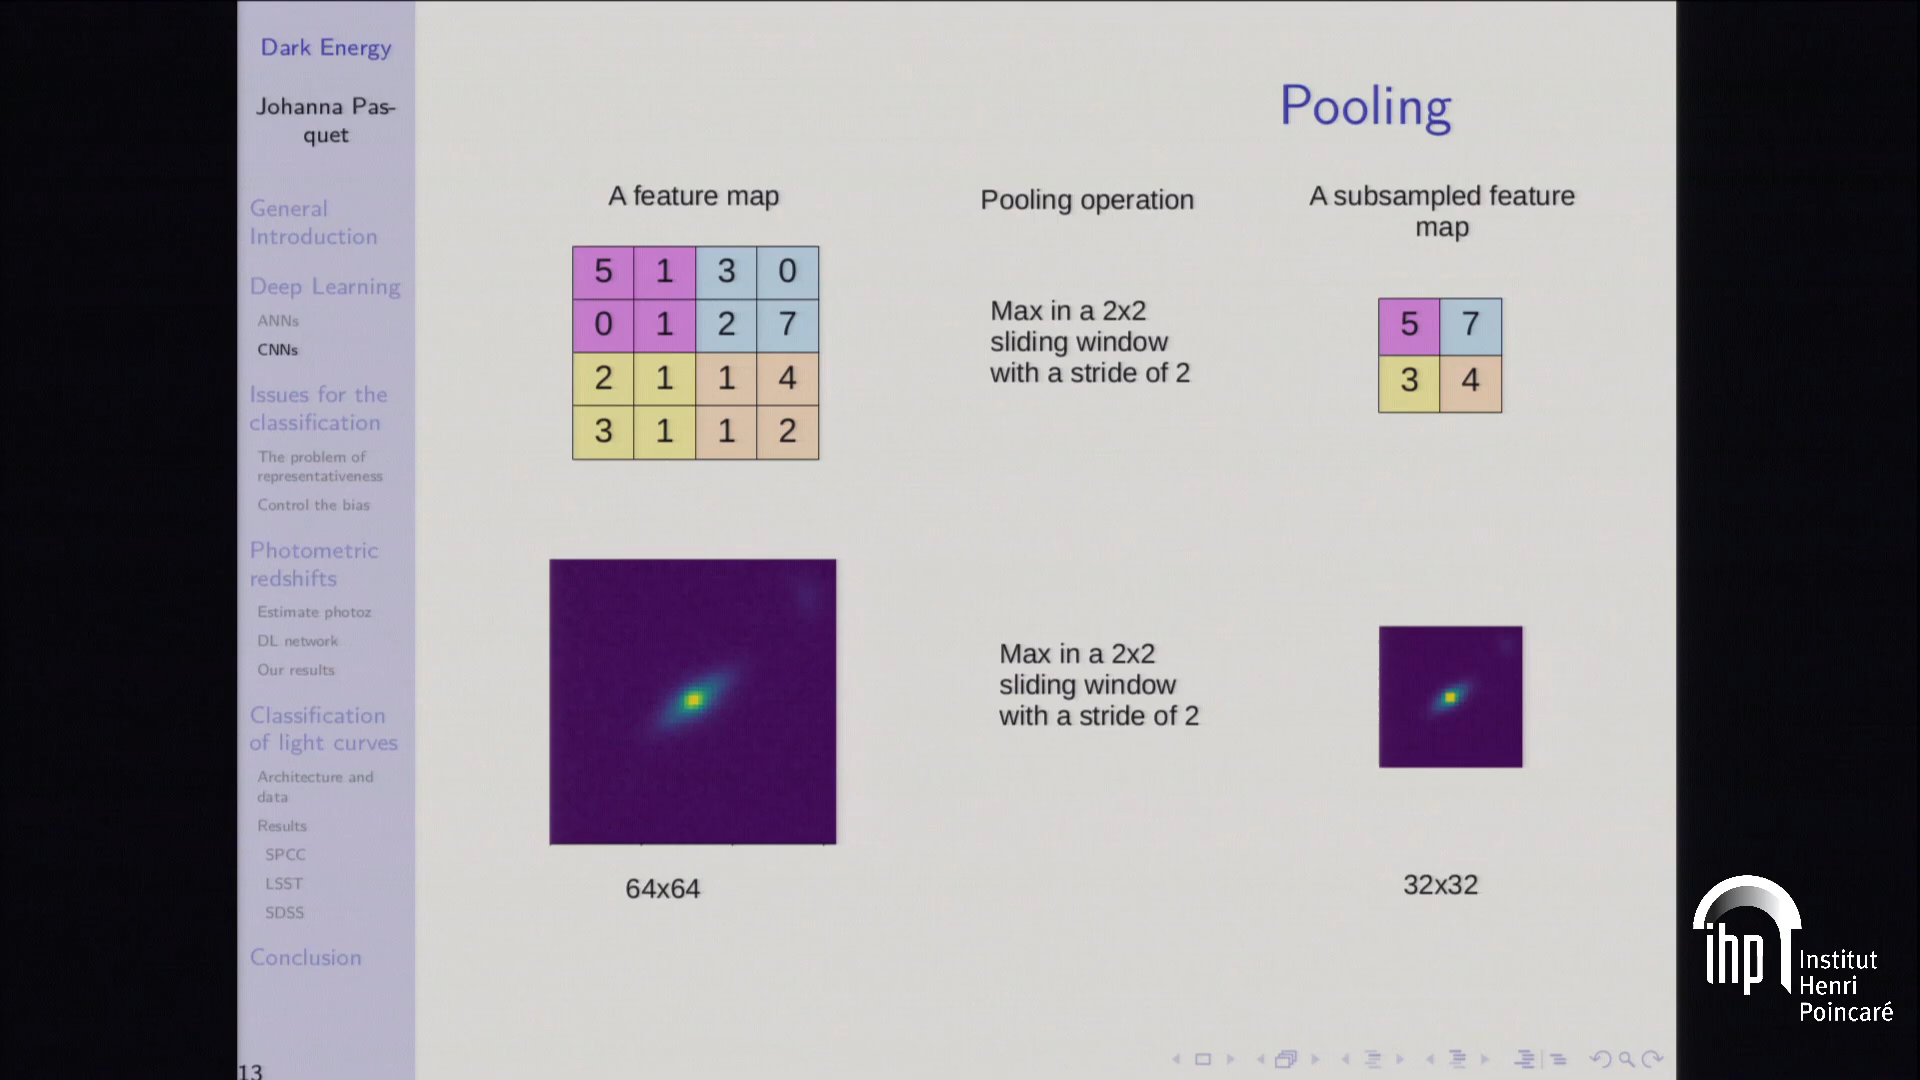 Dark Energy
Johanna Pas-
quet
General
Introduction
Deep Learning
ANNs
CNNs
Issues for the
classification
The problem of
representativeness
Control the bias
Photometric
redshifts
Estimate photoz
DL network
Our results
Classification
of light curves
Architecture and
data
Results
SPCC
LSST
SDSS
Conclusion
13
Pooling
A feature map
Pooling operation
A subsampled feature
map
5 1 3 0
0 1 2 7
2 1 1 4
3 1 1 2
Max in a 2x2
sliding window
with a stride of 2
5 7
3 4
Max in a 2x2
sliding window
with a stride of 2
64x64
32x32
ihp
Institut
Henri
Poincaré